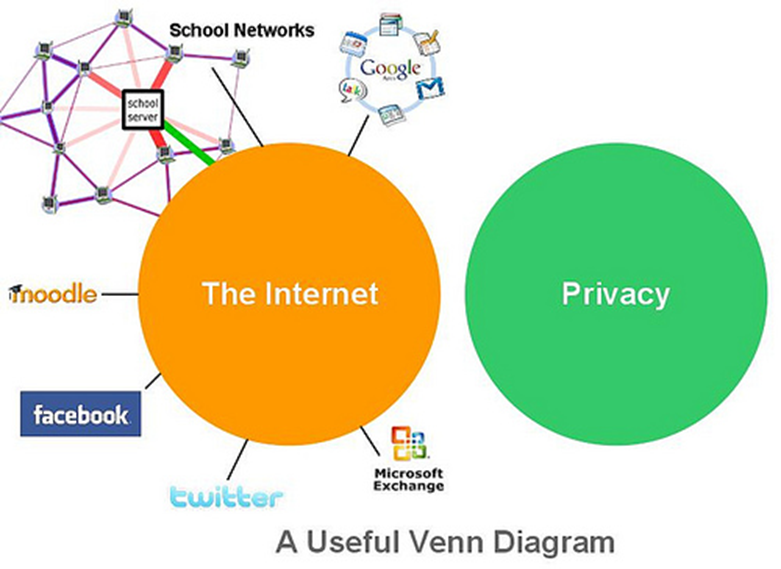 School Networks
Google
school
server
The Internet
Privacy
moodle
facebook
twitter
Microsoft
Exchange
A Useful Venn Diagram